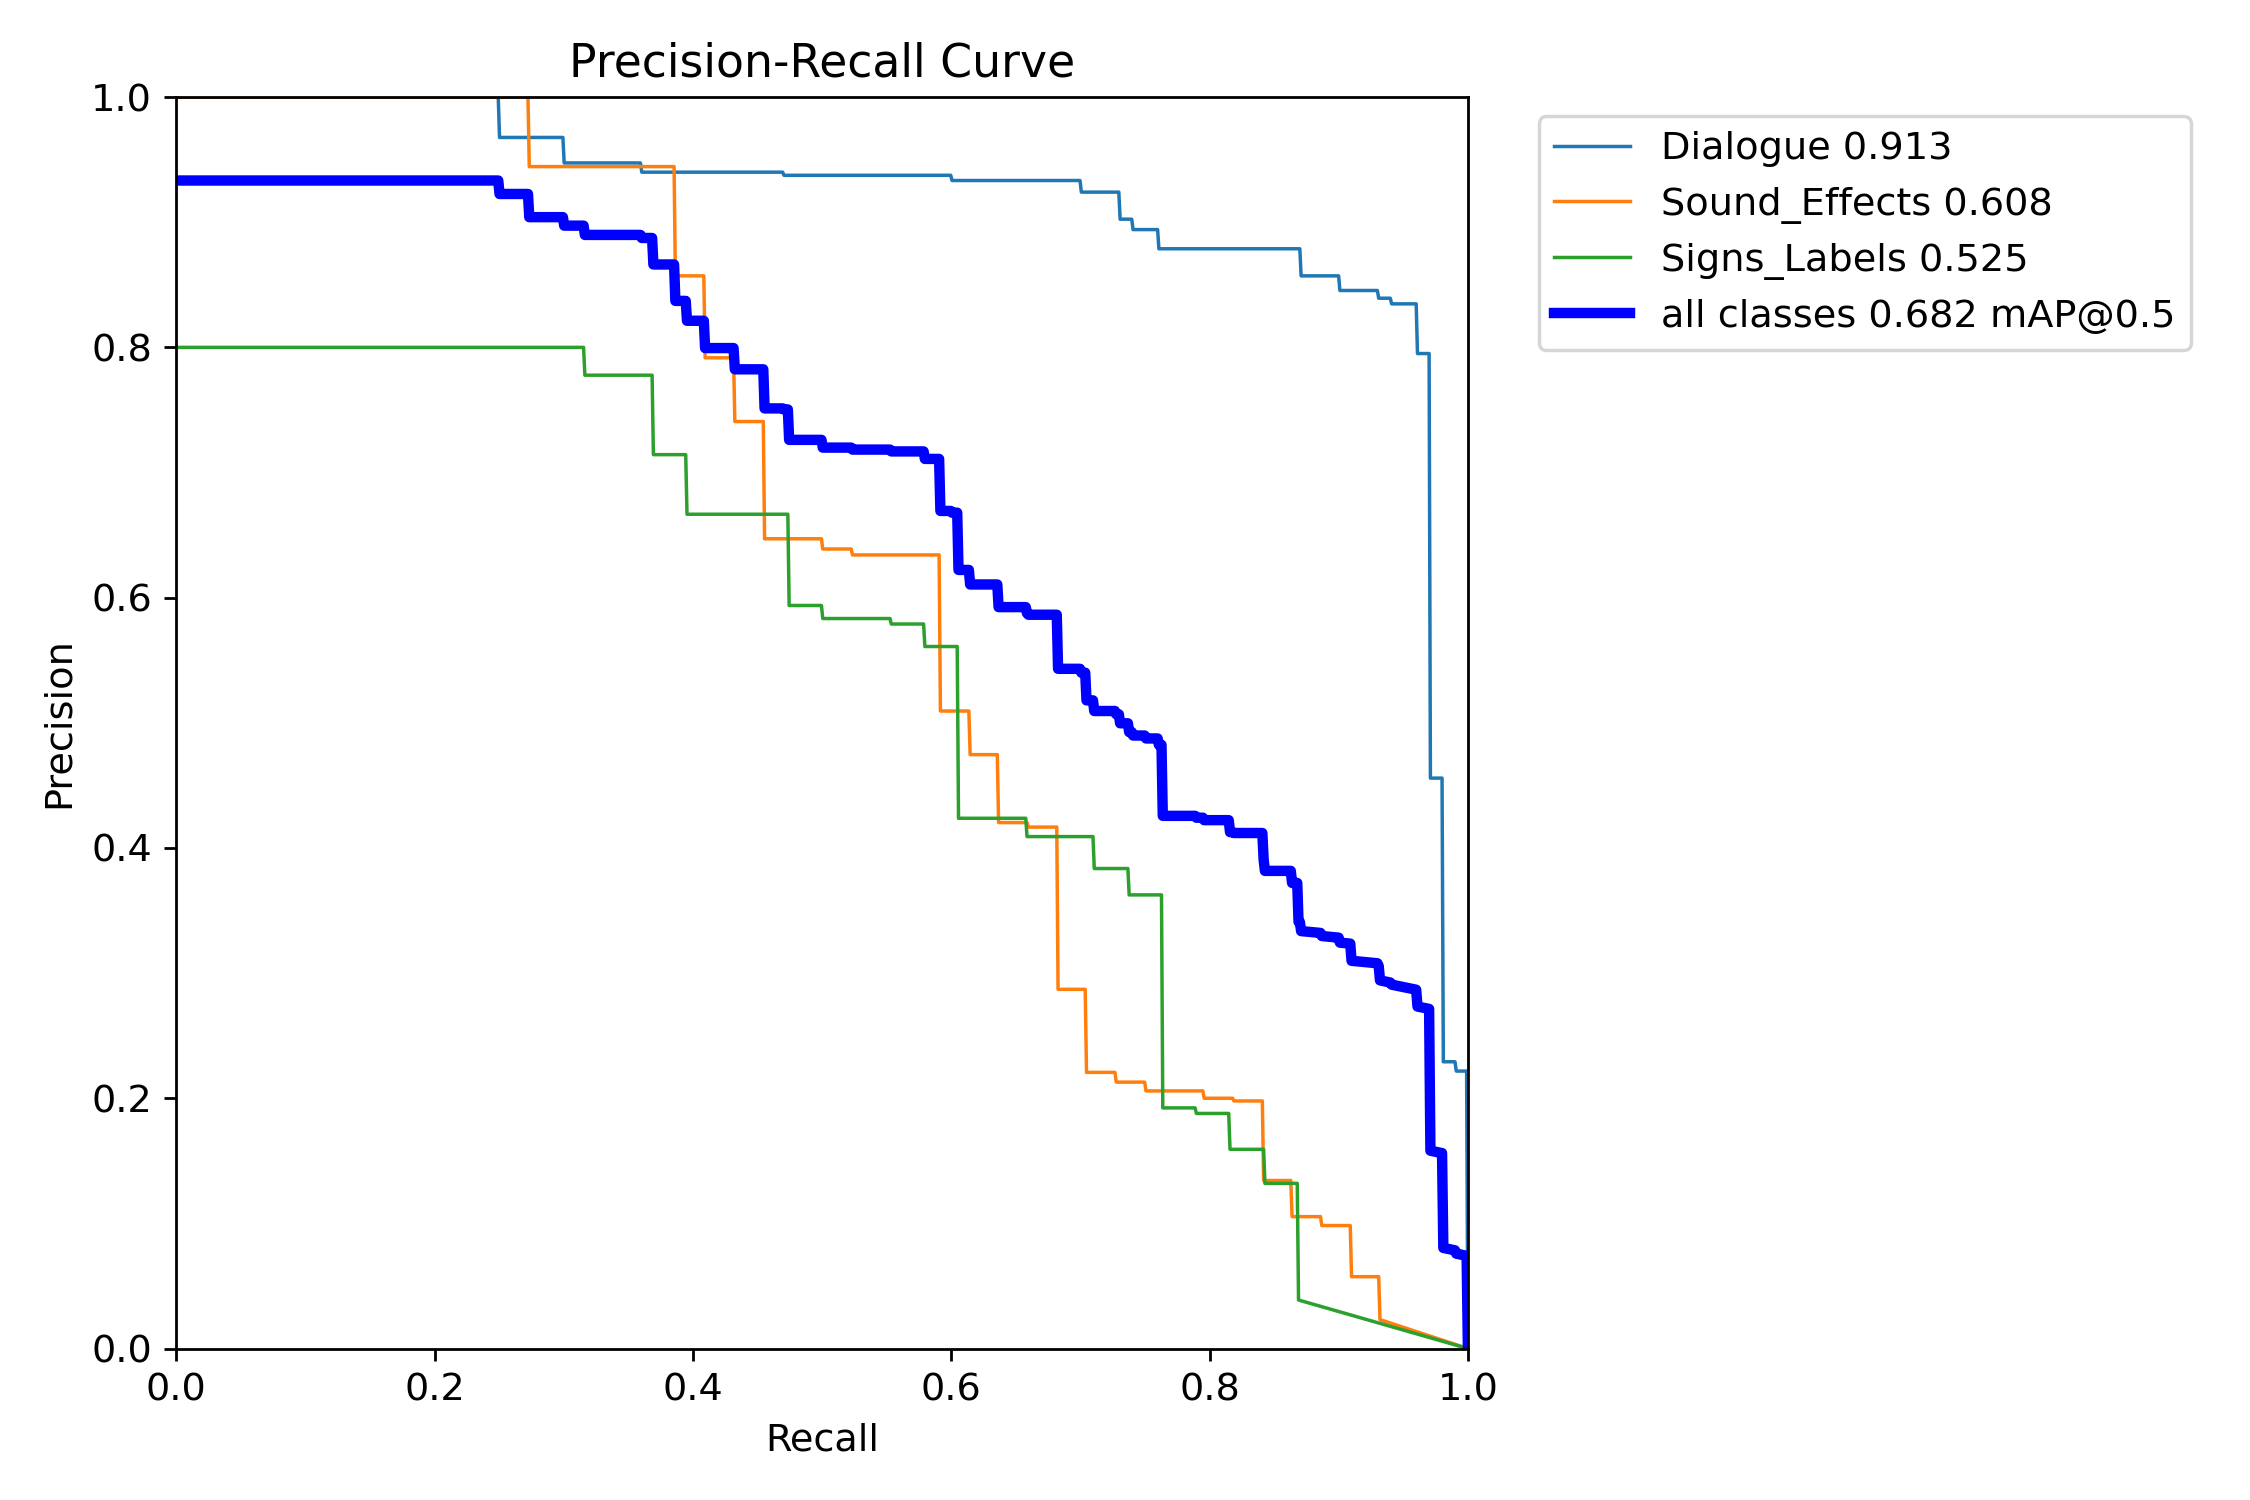 Precision-Recall Curve
1.0
0.8
0.6
0.4
0.2
0.0
Precision
0.0 0.2 0.4 0.6 0.8 1.0
Recall
Dialogue 0.913
Sound_Effects 0.608
Signs_Labels 0.525
all classes 0.682 mAP@0.5